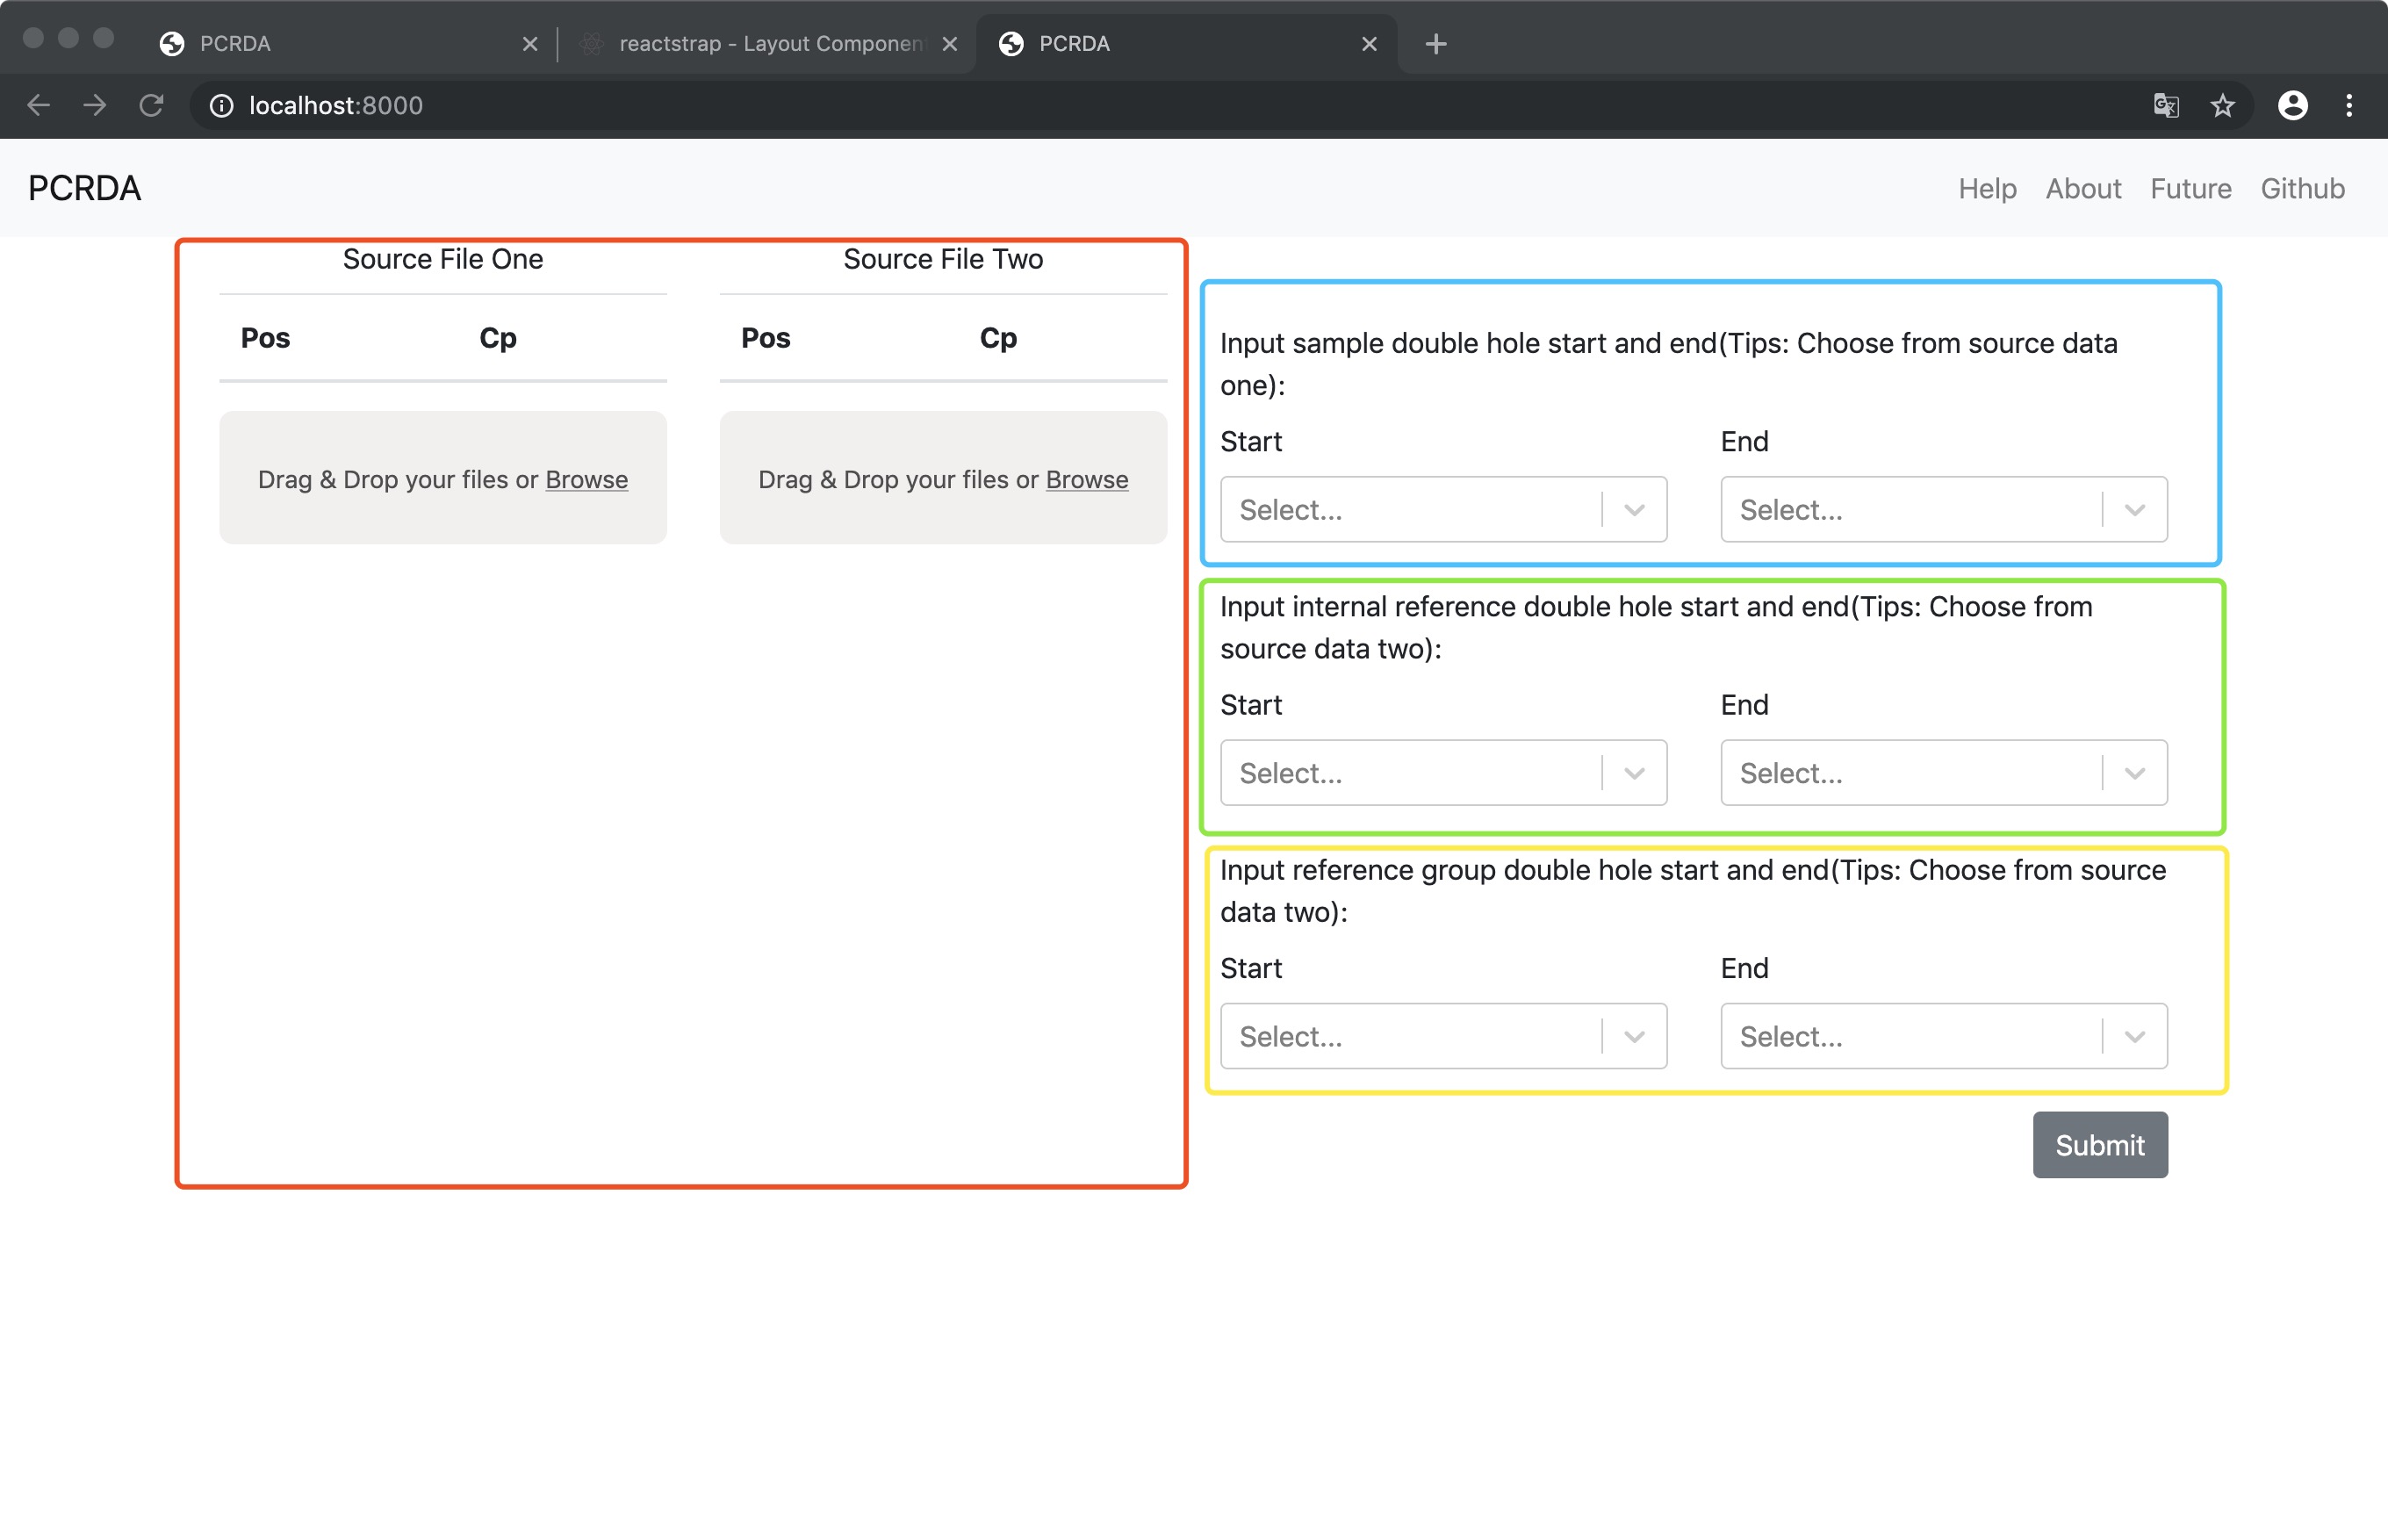 PCRDA
reactstrap - Layout Componen
PCRDA
localhost:8000
PCRDA
Help About Future Github
Source File One
Pos Cp
Drag & Drop your files or Browse
Source File Two
Pos Cp
Drag & Drop your files or Browse
Input sample double hole start and end(Tips: Choose from source data
one):
Start End
Select... Select...
Input internal reference double hole start and end(Tips: Choose from
source data two):
Start End
Select... Select...
Input reference group double hole start and end(Tips: Choose from source
data two):
Start End
Select... Select...
Submit